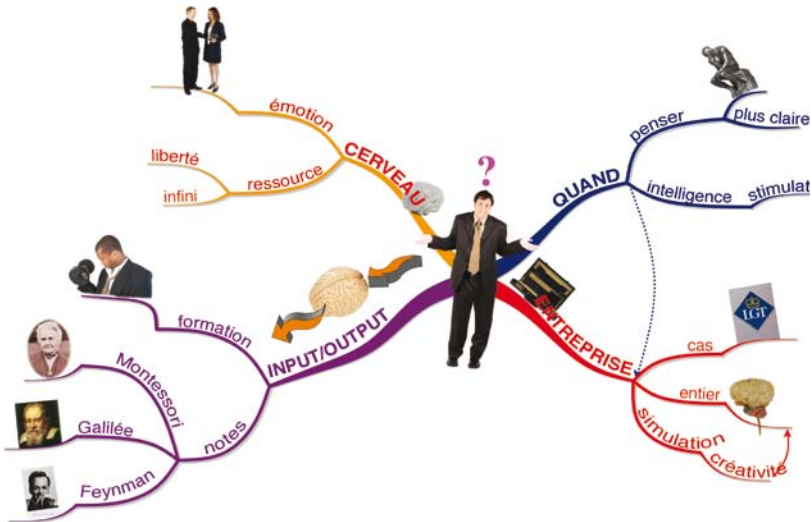 ?
CERVEAU
émotion
ressource
liberté
infini
QUAND
penser
plus claire
intelligence
stimulat
ENTREPRISE
cas
LGT
entier
simulation
créativité
INPUT/OUTPUT
formation
notes
Montessori
Galilée
Feynman